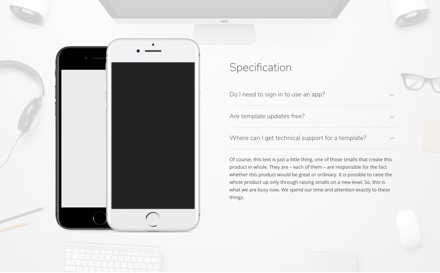 Specification
Do I need to sign in to use an app?
Are template updates free?
Where can I get technical support for a template?
Of course, this text is just a little thing, one of those smalls that create this
product in whole. They are – each of them – are responsible for the fact
whether this product would be great or ordinary. It is possible to raise the
whole product up only through raising smalls on a new level. So, this is
what we are busy now. We spend our time and attention exactly to these
things.